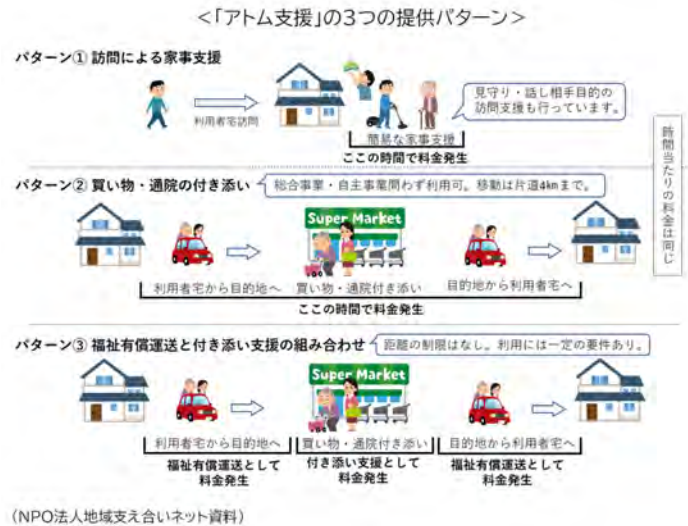 <「アトム支援」の3つの提供パターン>
パターン① 訪問による家事支援
利用者宅訪問
見守り・話し相手目的の
訪問支援も行っています。
簡易な家事支援
ここの時間で料金発生
時間当たりの料金は同じ
パターン② 買い物・通院の付き添い
総合事業・自主事業問わず利用可。移動は片道4kmまで。
Super Market
利用者宅から目的地へ
買い物・通院付き添い
目的地から利用者宅へ
ここの時間で料金発生
パターン③ 福祉有償運送と付き添い支援の組み合わせ
距離の制限はなし。利用には一定の要件あり。
Super Market
利用者宅から目的地へ
買い物・通院付き添い
目的地から利用者宅へ
福祉有償運送として
料金発生
付き添い支援として
料金発生
福祉有償運送として
料金発生
(NPO法人地域支え合いネット資料)